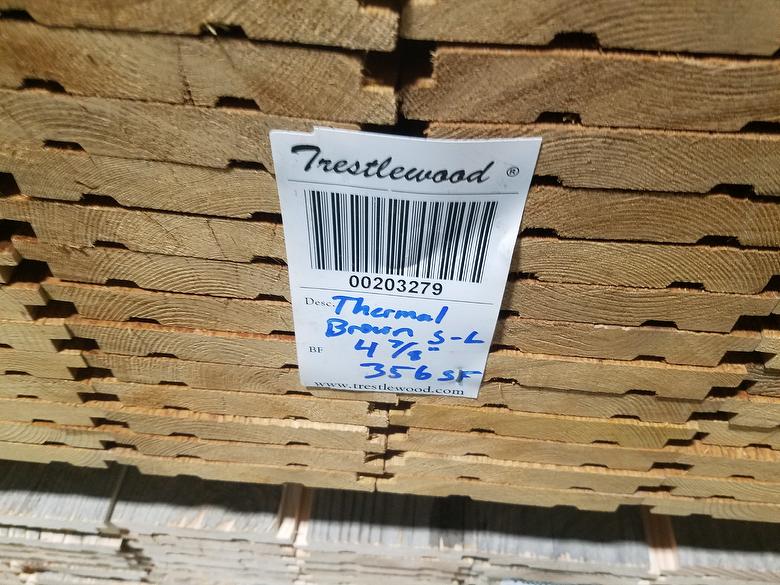 Trestlewood ®
00203279
Desc. Thermal
Brown S-L
BF 4 7/8"
356 SF
www.trestlewood.com